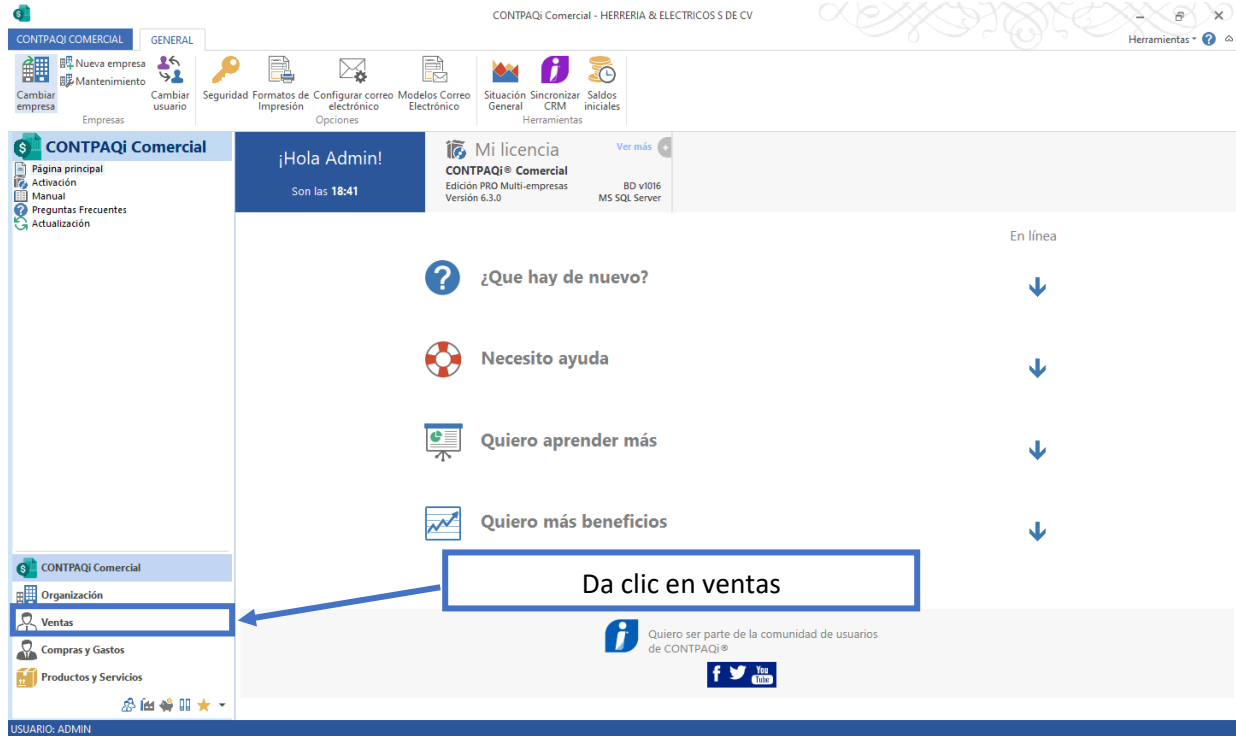 CONTPAQi Comercial - HERRERIA & ELECTRICOS S DE CV
CONTPAQI COMERCIAL
GENERAL
Herramientas
Cambiar empresa
Nueva empresa
Mantenimiento
Cambiar usuario
Empresas
Seguridad
Formatos de Impresión
Configurar correo electrónico
Modelos Correo Electrónico
Opciones
Situación General
Sincronizar CRM
Saldos iniciales
Herramientas
CONTPAQi Comercial
Página principal
Activación
Manual
Preguntas Frecuentes
Actualización
¡Hola Admin!
Son las 18:41
Mi licencia
Ver más
CONTPAQi® Comercial
Edición PRO Multi-empresas
BD v1016
Versión 6.3.0
MS SQL Server
En línea
¿Que hay de nuevo?
Necesito ayuda
Quiero aprender más
Quiero más beneficios
Da clic en ventas
CONTPAQi Comercial
Organización
Ventas
Compras y Gastos
Productos y Servicios
Quiero ser parte de la comunidad de usuarios
de CONTPAQi®
You
Tube
USUARIO: ADMIN